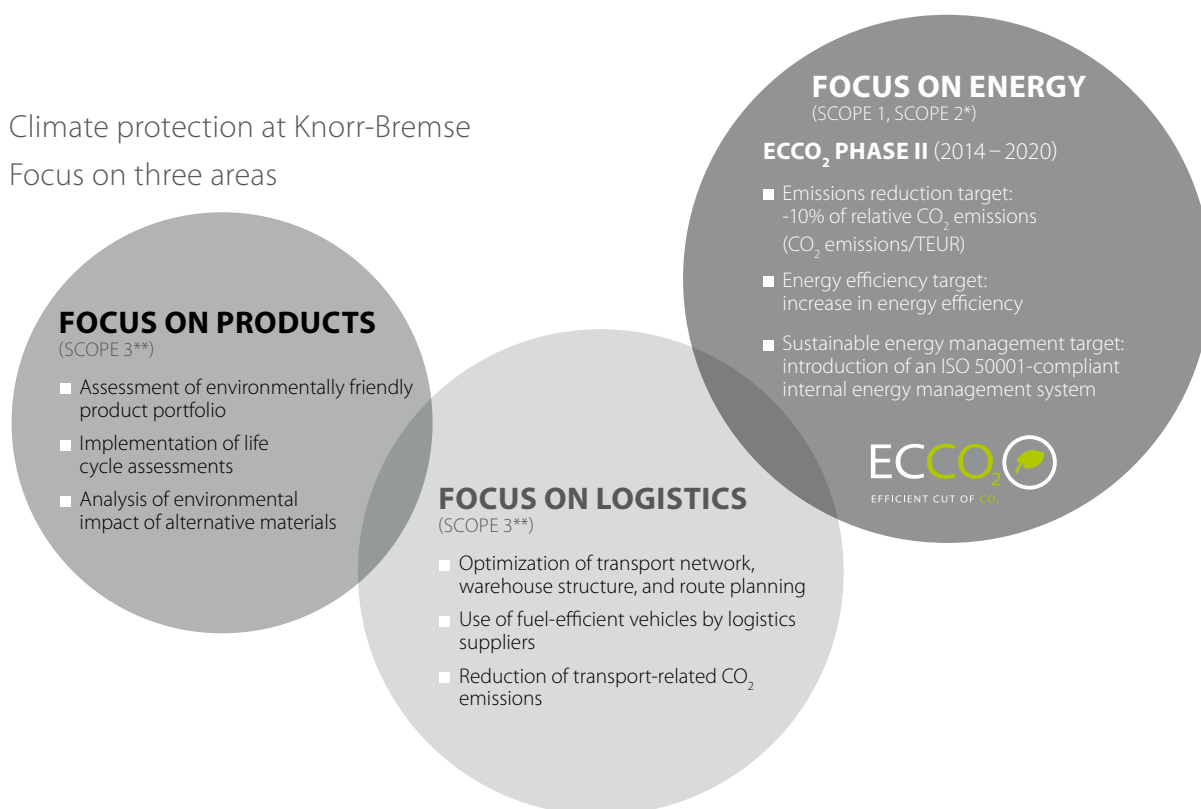 Climate protection at Knorr-Bremse
Focus on three areas
FOCUS ON PRODUCTS
(SCOPE 3**)
Assessment of environmentally friendly
product portfolio
Implementation of life
cycle assessments
Analysis of environmental
impact of alternative materials
FOCUS ON LOGISTICS
(SCOPE 3**)
Optimization of transport network,
warehouse structure, and route planning
Use of fuel-efficient vehicles by logistics
suppliers
Reduction of transport-related CO₂
emissions
FOCUS ON ENERGY
(SCOPE 1, SCOPE 2*)
ECCO₂ PHASE II (2014 – 2020)
Emissions reduction target:
-10% of relative CO₂ emissions
(CO₂ emissions/TEUR)
Energy efficiency target:
increase in energy efficiency
Sustainable energy management target:
introduction of an ISO 50001-compliant
internal energy management system
ECCO₂
EFFICIENT CUT OF CO₂